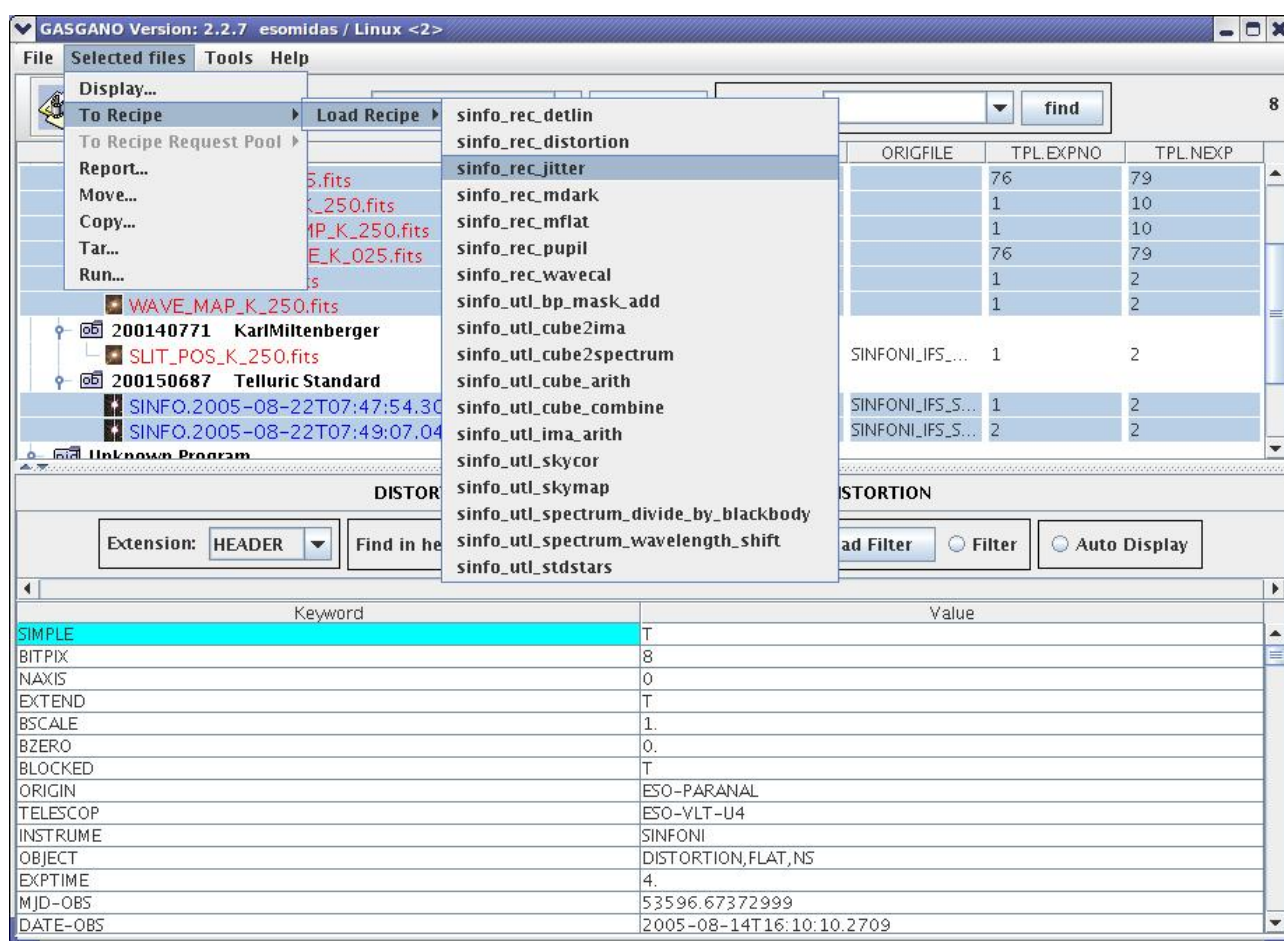 GASGANO Version: 2.2.7 esomidas / Linux <2>
File Selected files Tools Help
Display...
To Recipe
To Recipe Request Pool
Report...
Move...
Copy...
Tar...
Run...
Load Recipe
sinfo_rec_detlin
sinfo_rec_distortion
sinfo_rec_jitter
sinfo_rec_mdark
sinfo_rec_mflat
sinfo_rec_pupil
sinfo_rec_wavecal
sinfo_utl_bp_mask_add
sinfo_utl_cube2ima
sinfo_utl_cube2spectrum
sinfo_utl_cube_arith
sinfo_utl_cube_combine
sinfo_utl_ima_arith
sinfo_utl_skycor
sinfo_utl_skymap
sinfo_utl_spectrum_divide_by_blackbody
sinfo_utl_spectrum_wavelength_shift
sinfo_utl_stdstars
find 8
ORIGFILE TPL.EXPNO TPL.NEXP
5.fits 76 79
K_250.fits 1 10
MP_K_250.fits 1 10
E_K_025.fits 76 79
s 1 2
WAVE_MAP_K_250.fits 1 2
200140771 KarlMiltenberger
SLIT_POS_K_250.fits SINFONI_IFS_... 1 2
200150687 Telluric Standard
SINFO.2005-08-22T07:47:54.30 SINFONI_IFS_S... 1 2
SINFO.2005-08-22T07:49:07.04 SINFONI_IFS_S... 2 2
Unknown Program
DISTOR ISTORTION
Extension: HEADER Find in he ad Filter Filter Auto Display
Keyword Value
SIMPLE T
BITPIX 8
NAXIS 0
EXTEND T
BSCALE 1.
BZERO 0.
BLOCKED T
ORIGIN ESO-PARANAL
TELESCOP ESO-VLT-U4
INSTRUME SINFONI
OBJECT DISTORTION,FLAT,NS
EXPTIME 4.
MJD-OBS 53596.67372999
DATE-OBS 2005-08-14T16:10:10.2709